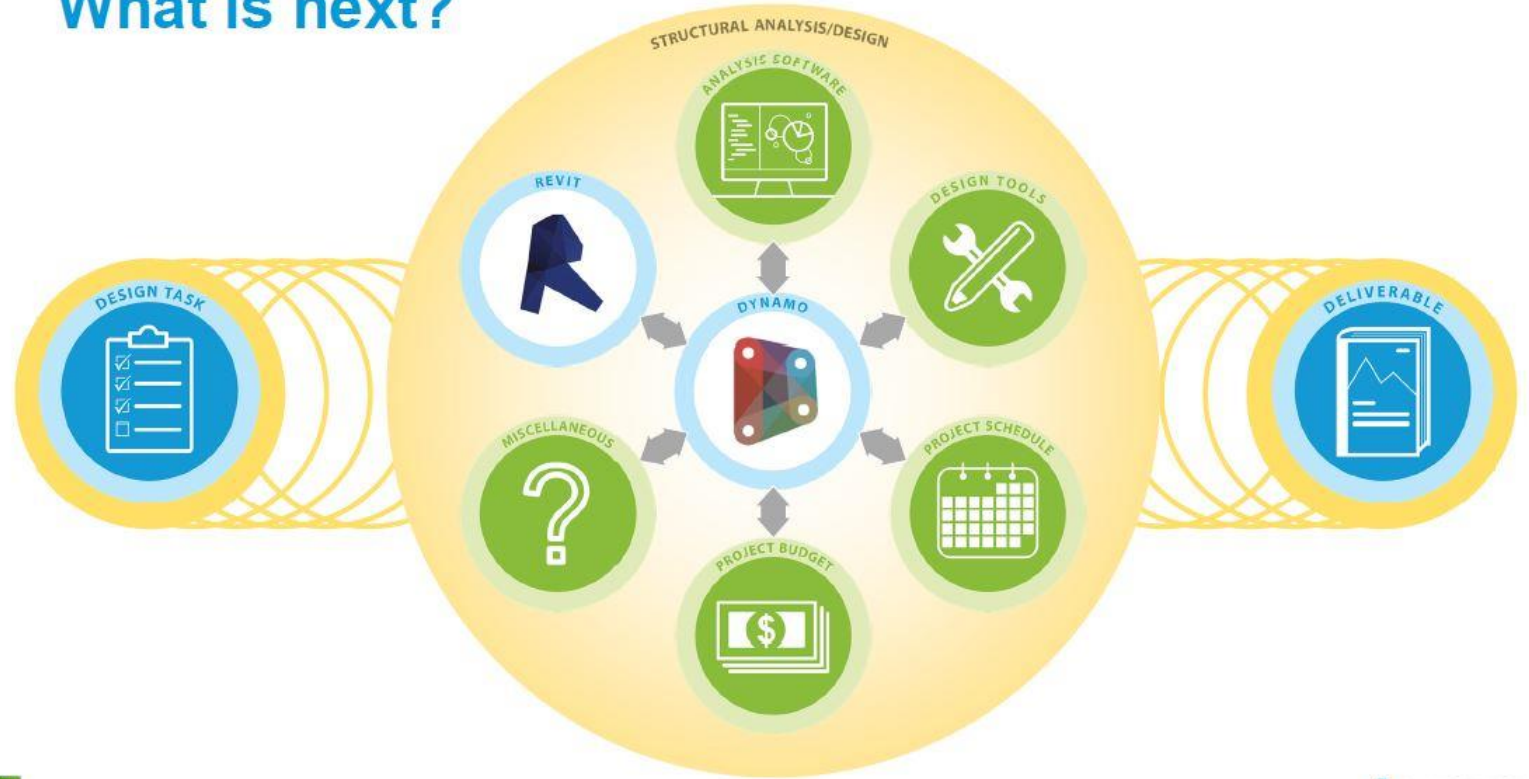 What is next?
STRUCTURAL ANALYSIS/DESIGN
ANALYSIS SOFTWARE
REVIT
DESIGN TOOLS
DESIGN TASK
DYNAMO
DELIVERABLE
MISCELLANEOUS
PROJECT SCHEDULE
PROJECT BUDGET